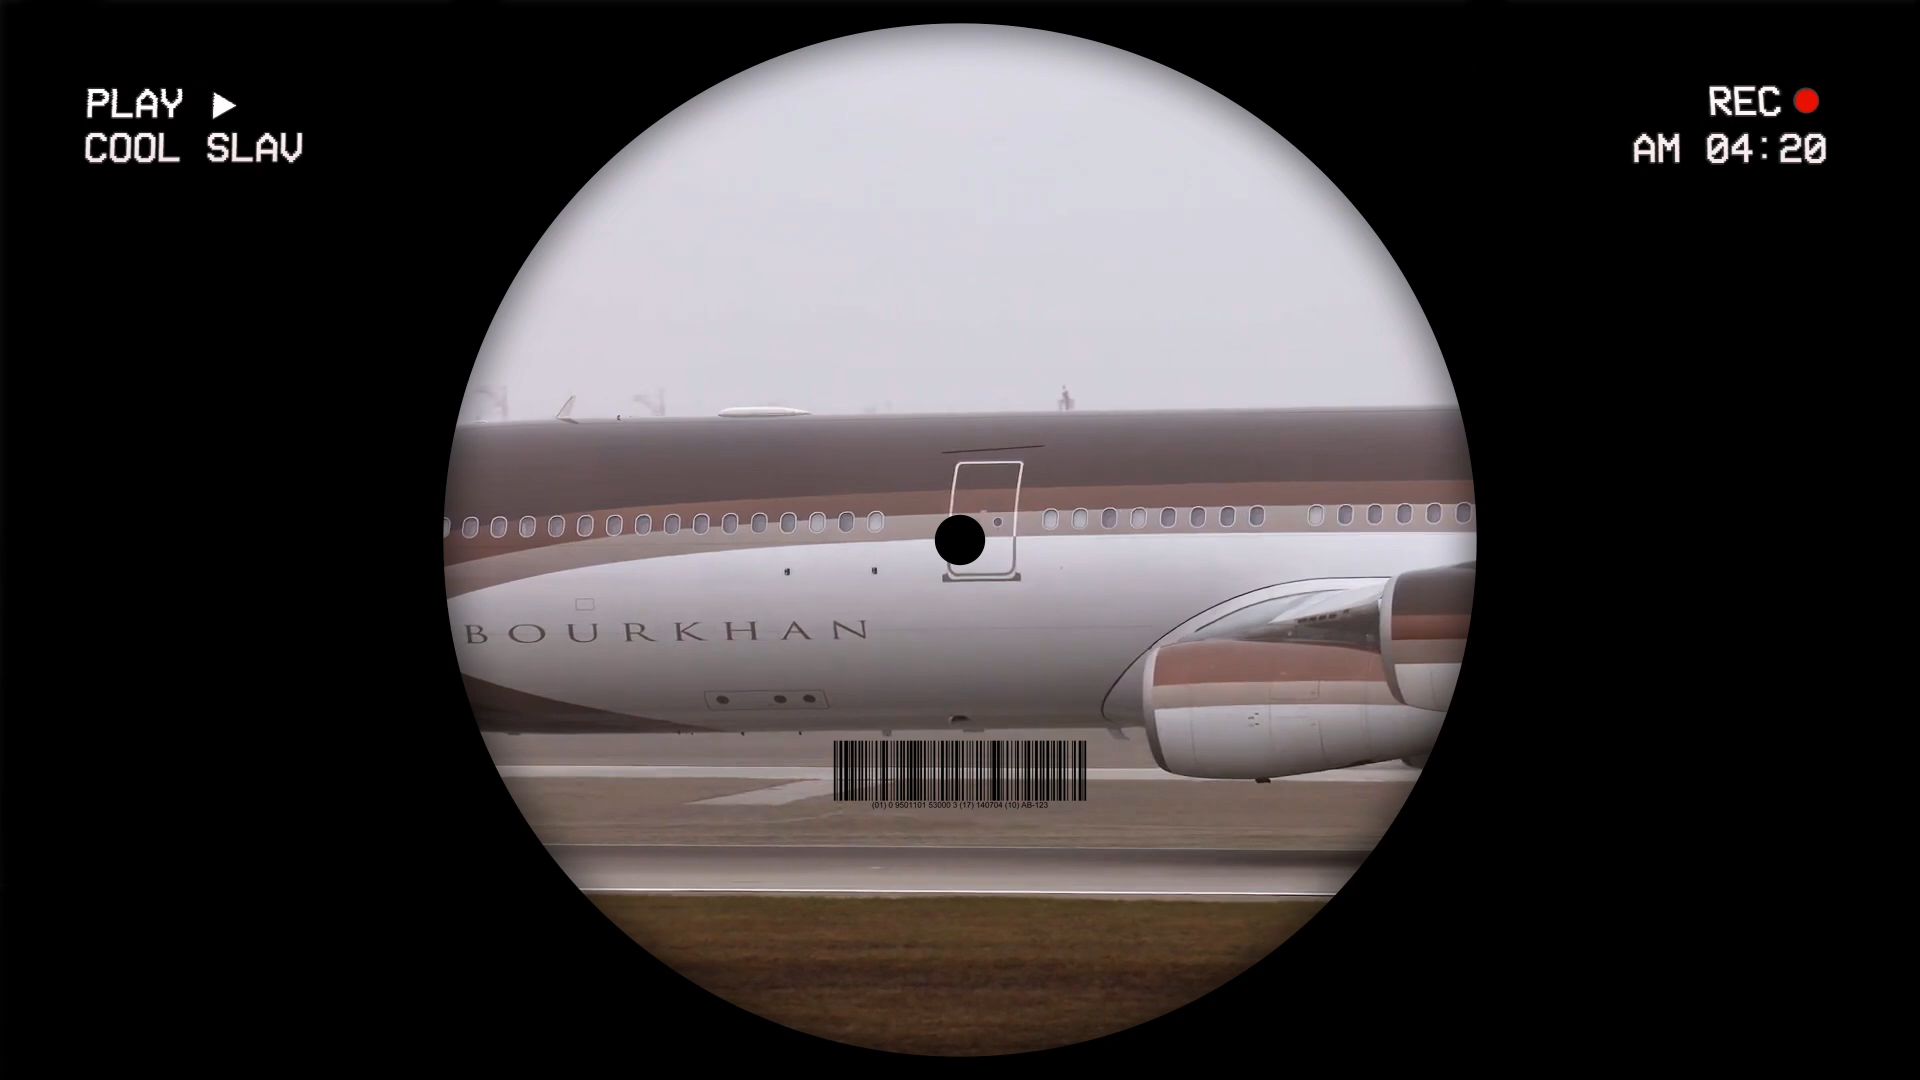 PLAY ▶
COOL SLAV
REC
AM 04:20
BOURKHAN
(01) 0 9501101 53000 3 (17) 140704 (10) AB-123